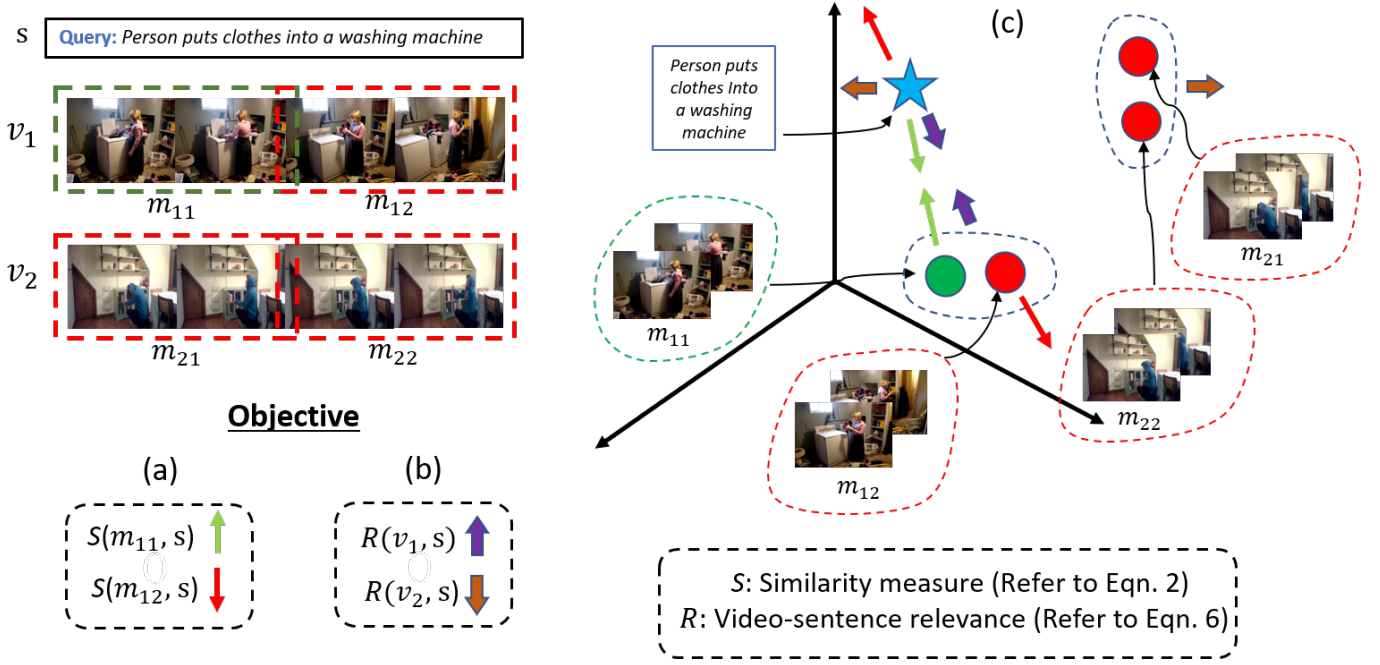 s
Query: Person puts clothes into a washing machine
v₁
m₁₁
m₁₂
v₂
m₂₁
m₂₂
Objective
(a)
S(m₁₁, s)
S(m₁₂, s)
(b)
R(v₁, s)
R(v₂, s)
(c)
Person puts
clothes Into
a washing
machine
m₁₁
m₁₂
m₂₁
m₂₂
S: Similarity measure (Refer to Eqn. 2)
R: Video-sentence relevance (Refer to Eqn. 6)